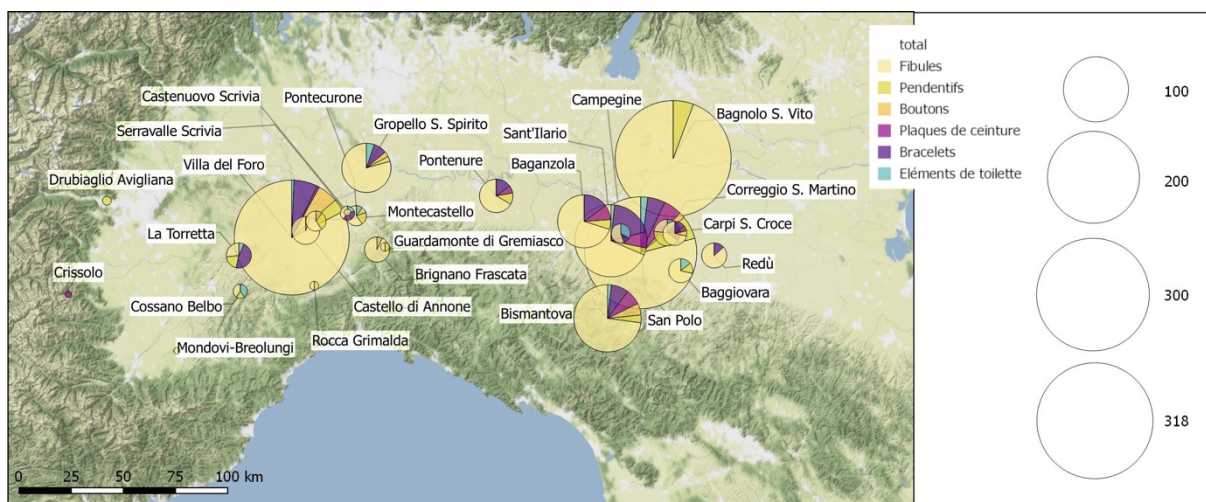 Castenuovo Scrivia
Pontecurone
Campegine
Bagnolo S. Vito
Serravalle Scrivia
Gropello S. Spirito
Sant'Ilario
Villa del Foro
Pontenure
Baganzola
Drubiaglio Avigliana
Correggio S. Martino
Montecastello
Carpi S. Croce
La Torretta
Guardamonte di Gremiasco
Crissolo
Brignano Frascata
Redù
Baggiovara
Cossano Belbo
Castello di Annone
Bismantova
San Polo
Rocca Grimalda
Mondovi-Breolungi
0 25 50 75 100 km
total
Fibules
Pendentifs
Boutons
Plaques de ceinture
Bracelets
Eléments de toilette
100
200
300
318